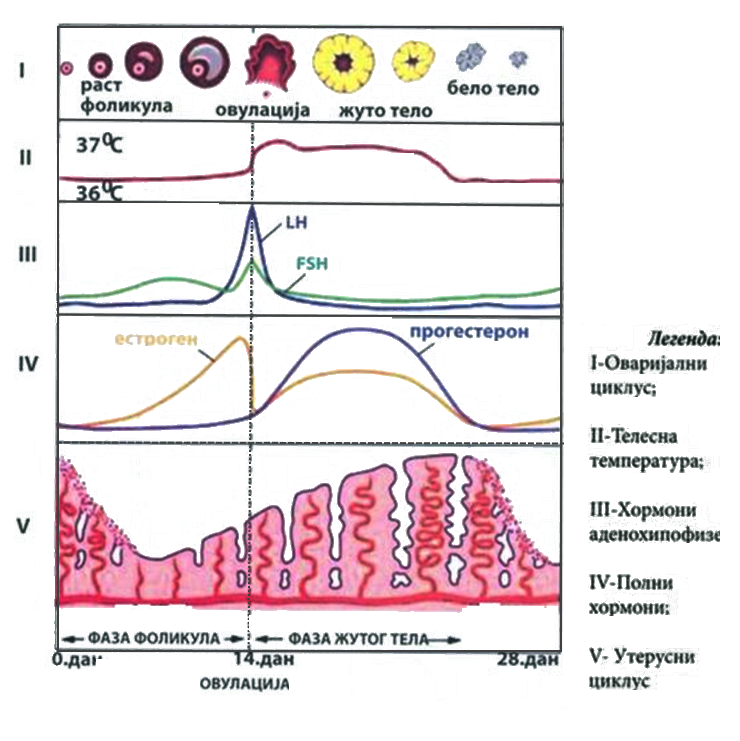 I
раст
фоликула
овулација
жуто тело
бело тело
II
37⁰C
36⁰C
III
LH
FSH
IV
естроген
прогестерон
V
ФАЗА ФОЛИКУЛА
ФАЗА ЖУТОГ ТЕЛА
0.дан
14.дан
28.дан
ОВУЛАЦИЈА
Легенда:
I-Оваријални
циклус;
II-Телесна
температура;
III-Хормони
аденохипофизе
IV-Полни
хормони;
V- Утерусни
циклус